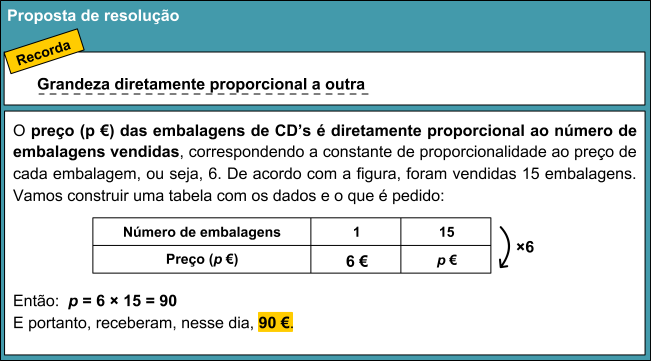 Proposta de resolução
Recorda
Grandeza diretamente proporcional a outra
O preço (p €) das embalagens de CD’s é diretamente proporcional ao número de
embalagens vendidas, correspondendo a constante de proporcionalidade ao preço de
cada embalagem, ou seja, 6. De acordo com a figura, foram vendidas 15 embalagens.
Vamos construir uma tabela com os dados e o que é pedido:
Número de embalagens 1 15
Preço (p €) 6 € p €
×6
Então: p = 6 × 15 = 90
E portanto, receberam, nesse dia, 90 €.